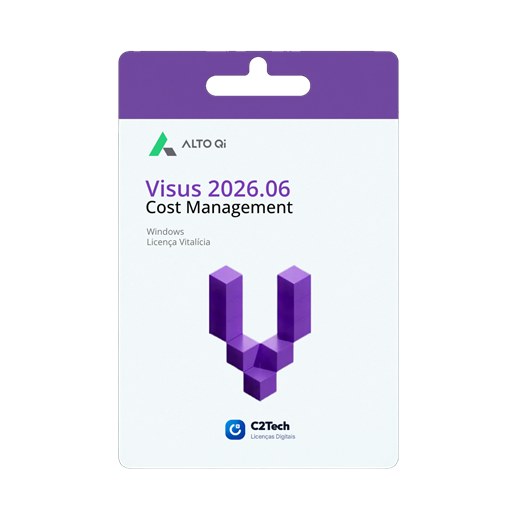 ALTO Qi
Visus 2026.06
Cost Management
Windows
Licença Vitalícia
C2Tech
Licenças Digitais